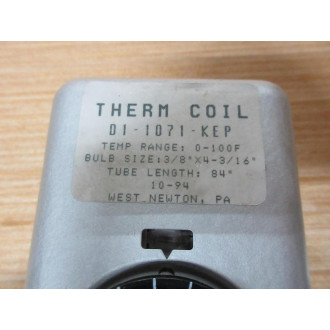 THERM COIL
D1-1071-KEP
TEMP RANGE: 0-100F
BULB SIZE:3/8"X4-3/16"
TUBE LENGTH: 84"
10-94
WEST NEWTON, PA